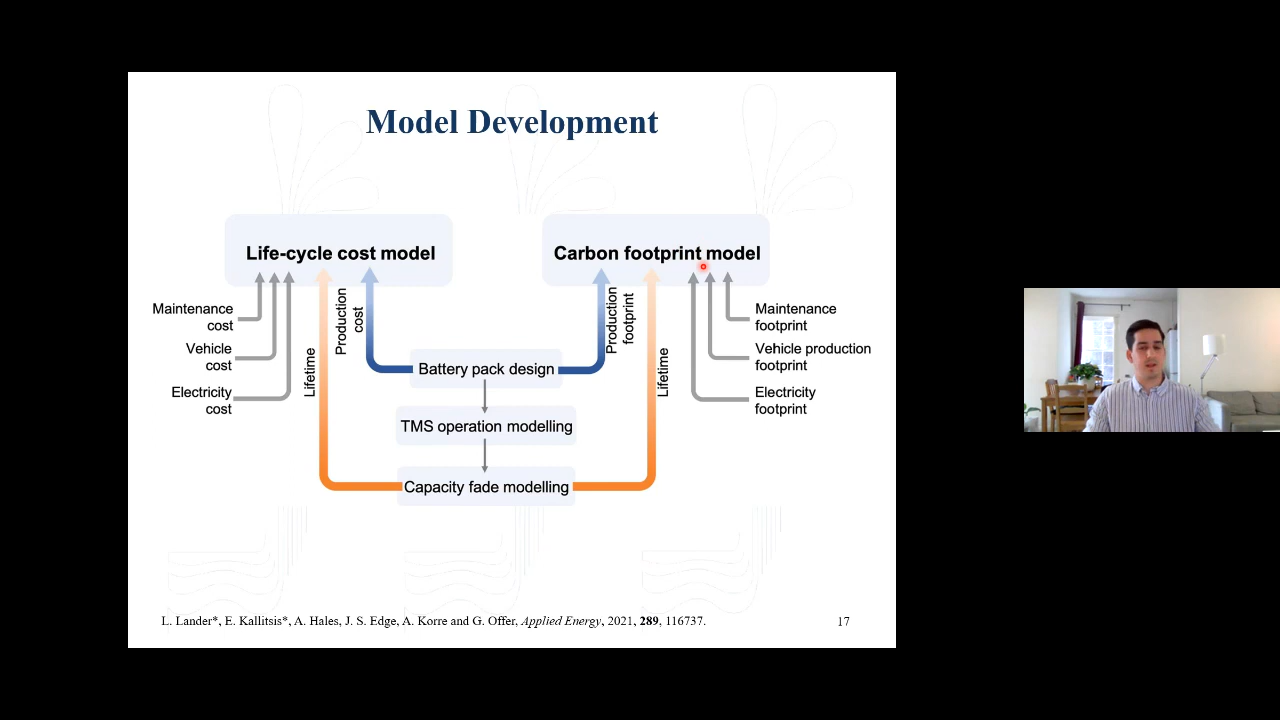 Model Development
Life-cycle cost model
Carbon footprint model
Maintenance
cost
Vehicle
cost
Electricity
cost
Lifetime
Production
cost
Battery pack design
TMS operation modelling
Capacity fade modelling
Production
footprint
Lifetime
Maintenance
footprint
Vehicle production
footprint
Electricity
footprint
L. Lander*, E. Kallitsis*, A. Hales, J. S. Edge, A. Korre and G. Offer, Applied Energy, 2021, 289, 116737.
17